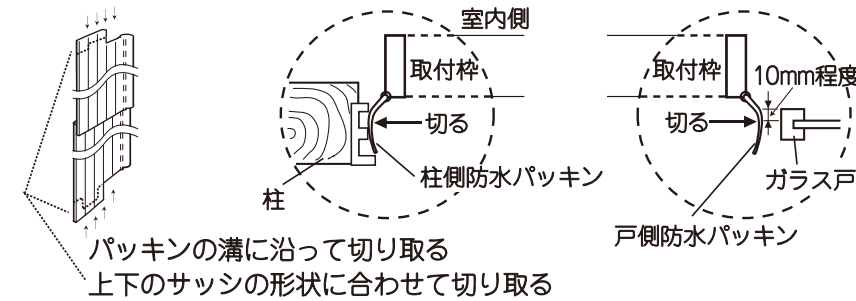 室内側
取付枠
切る
柱側防水パッキン
柱
取付枠
10mm程度
切る
ガラス戸
戸側防水パッキン
パッキンの溝に沿って切り取る
上下のサッシの形状に合わせて切り取る